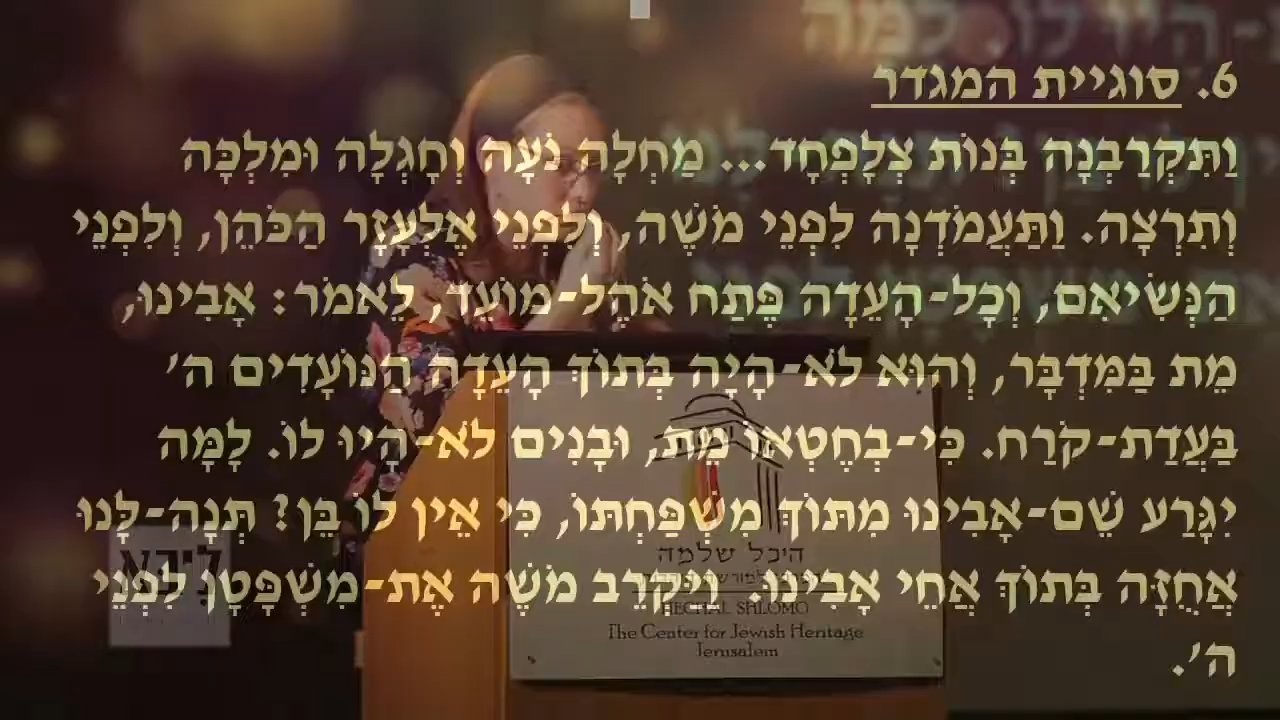 6. סוגיית המגדר
וַתִּקְרַבְנָה בְּנוֹת צְלָפְחָד... מַחְלָה נֹעָה וְחָגְלָה וּמִלְכָּה
וְתִרְצָה. וַתַּעֲמֹדְנָה לִפְנֵי מֹשֶׁה, וְלִפְנֵי אֶלְעָזָר הַכֹּהֵן, וְלִפְנֵי
הַנְּשִׂיאִם, וְכָל-הָעֵדָה פֶּתַח אֹהֶל-מוֹעֵד, לֵאמֹר: אָבִינוּ,
מֵת בַּמִּדְבָּר, וְהוּא לֹא-הָיָה בְּתוֹךְ הָעֵדָה הַנּוֹעָדִים ה'
בַּעֲדַת-קֹרַח. כִּי-בְחֶטְאוֹ מֵת, וּבָנִים לֹא-הָיוּ לוֹ. לָמָּה
יִגָּרַע שֵׁם-אָבִינוּ מִתּוֹךְ מִשְׁפַּחְתּוֹ, כִּי אֵין לוֹ בֵּן? תְּנָה-לָּנוּ
אֲחֻזָּה בְּתוֹךְ אֲחֵי אָבִינוּ. וַיַּקְרֵב מֹשֶׁה אֶת-מִשְׁפָּטָן לִפְנֵי
ה'.
היכל שלמה
HECHAL SHLOMO
The Center for Jewish Heritage
Jerusalem
ליבא